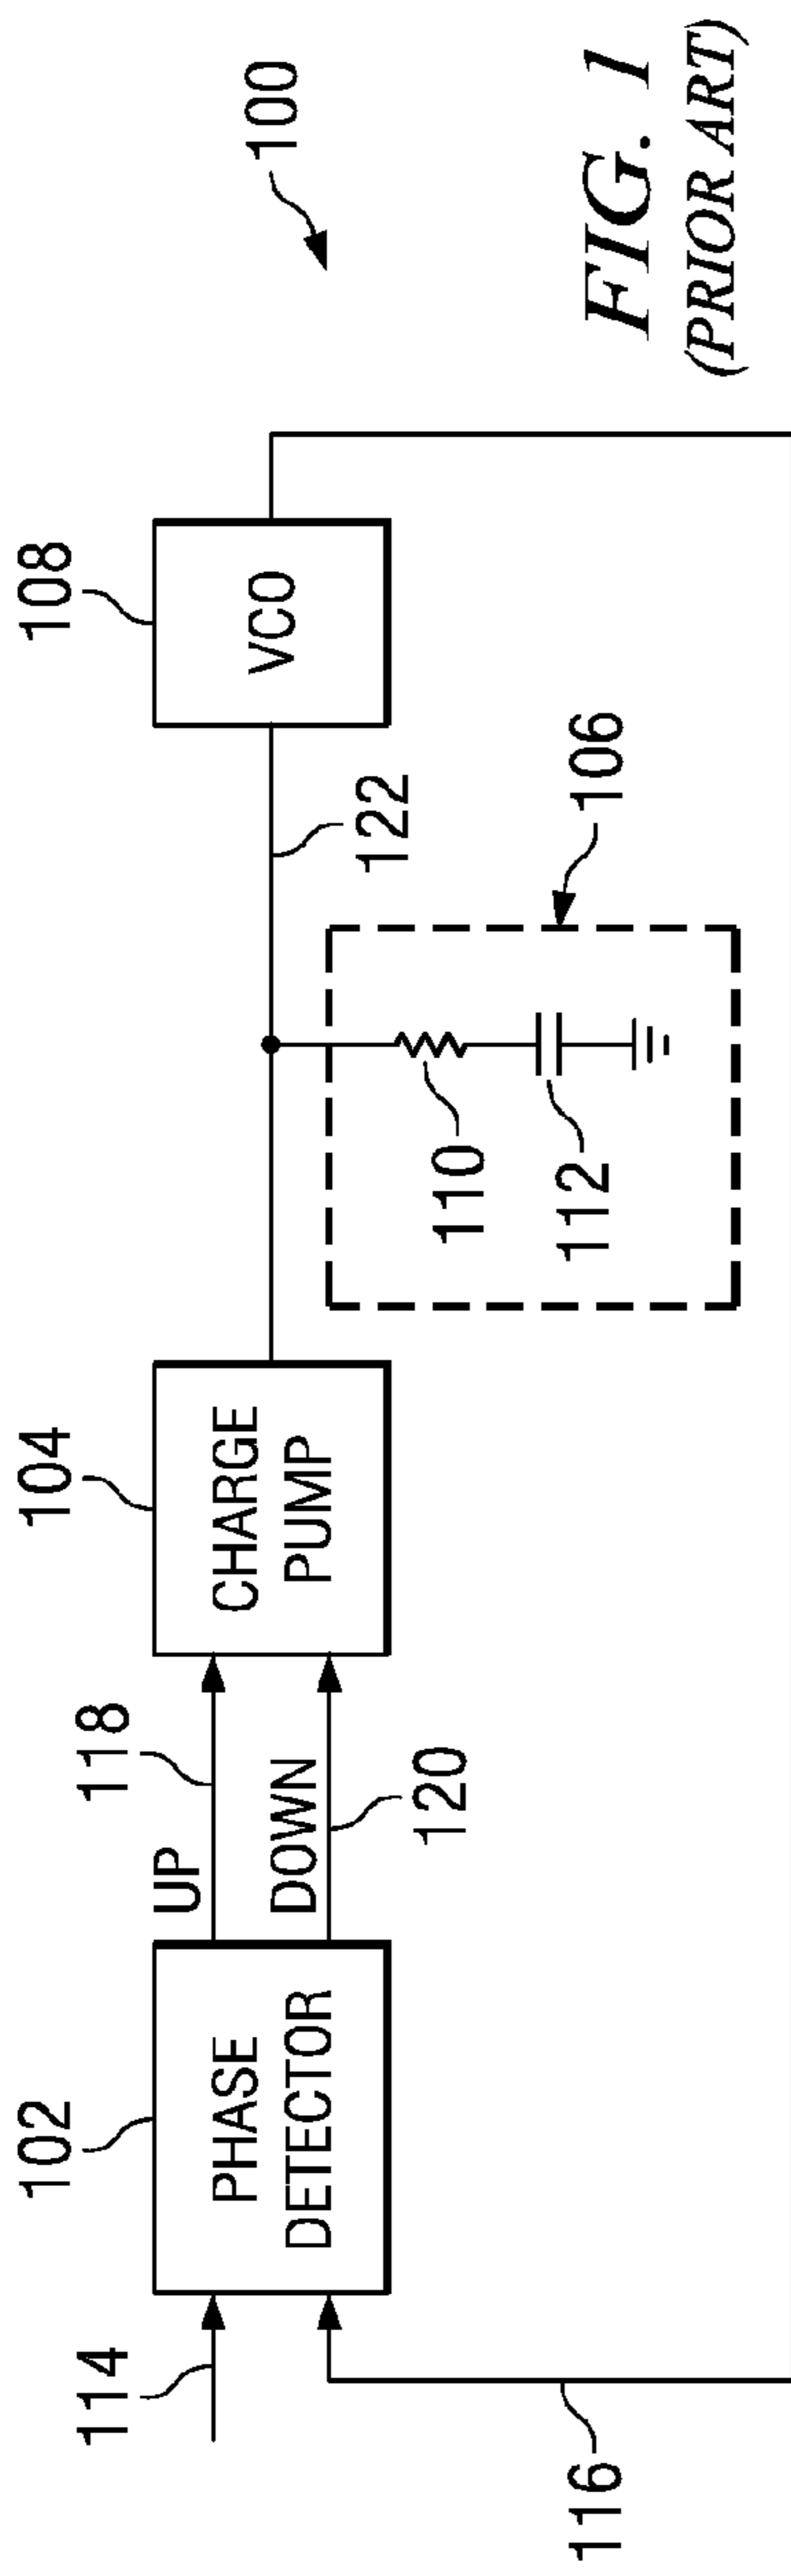 102
104
108
114
118
UP
DOWN
120
PHASE
DETECTOR
CHARGE
PUMP
VCO
122
100
110
112
106
116
FIG. 1
(PRIOR ART)